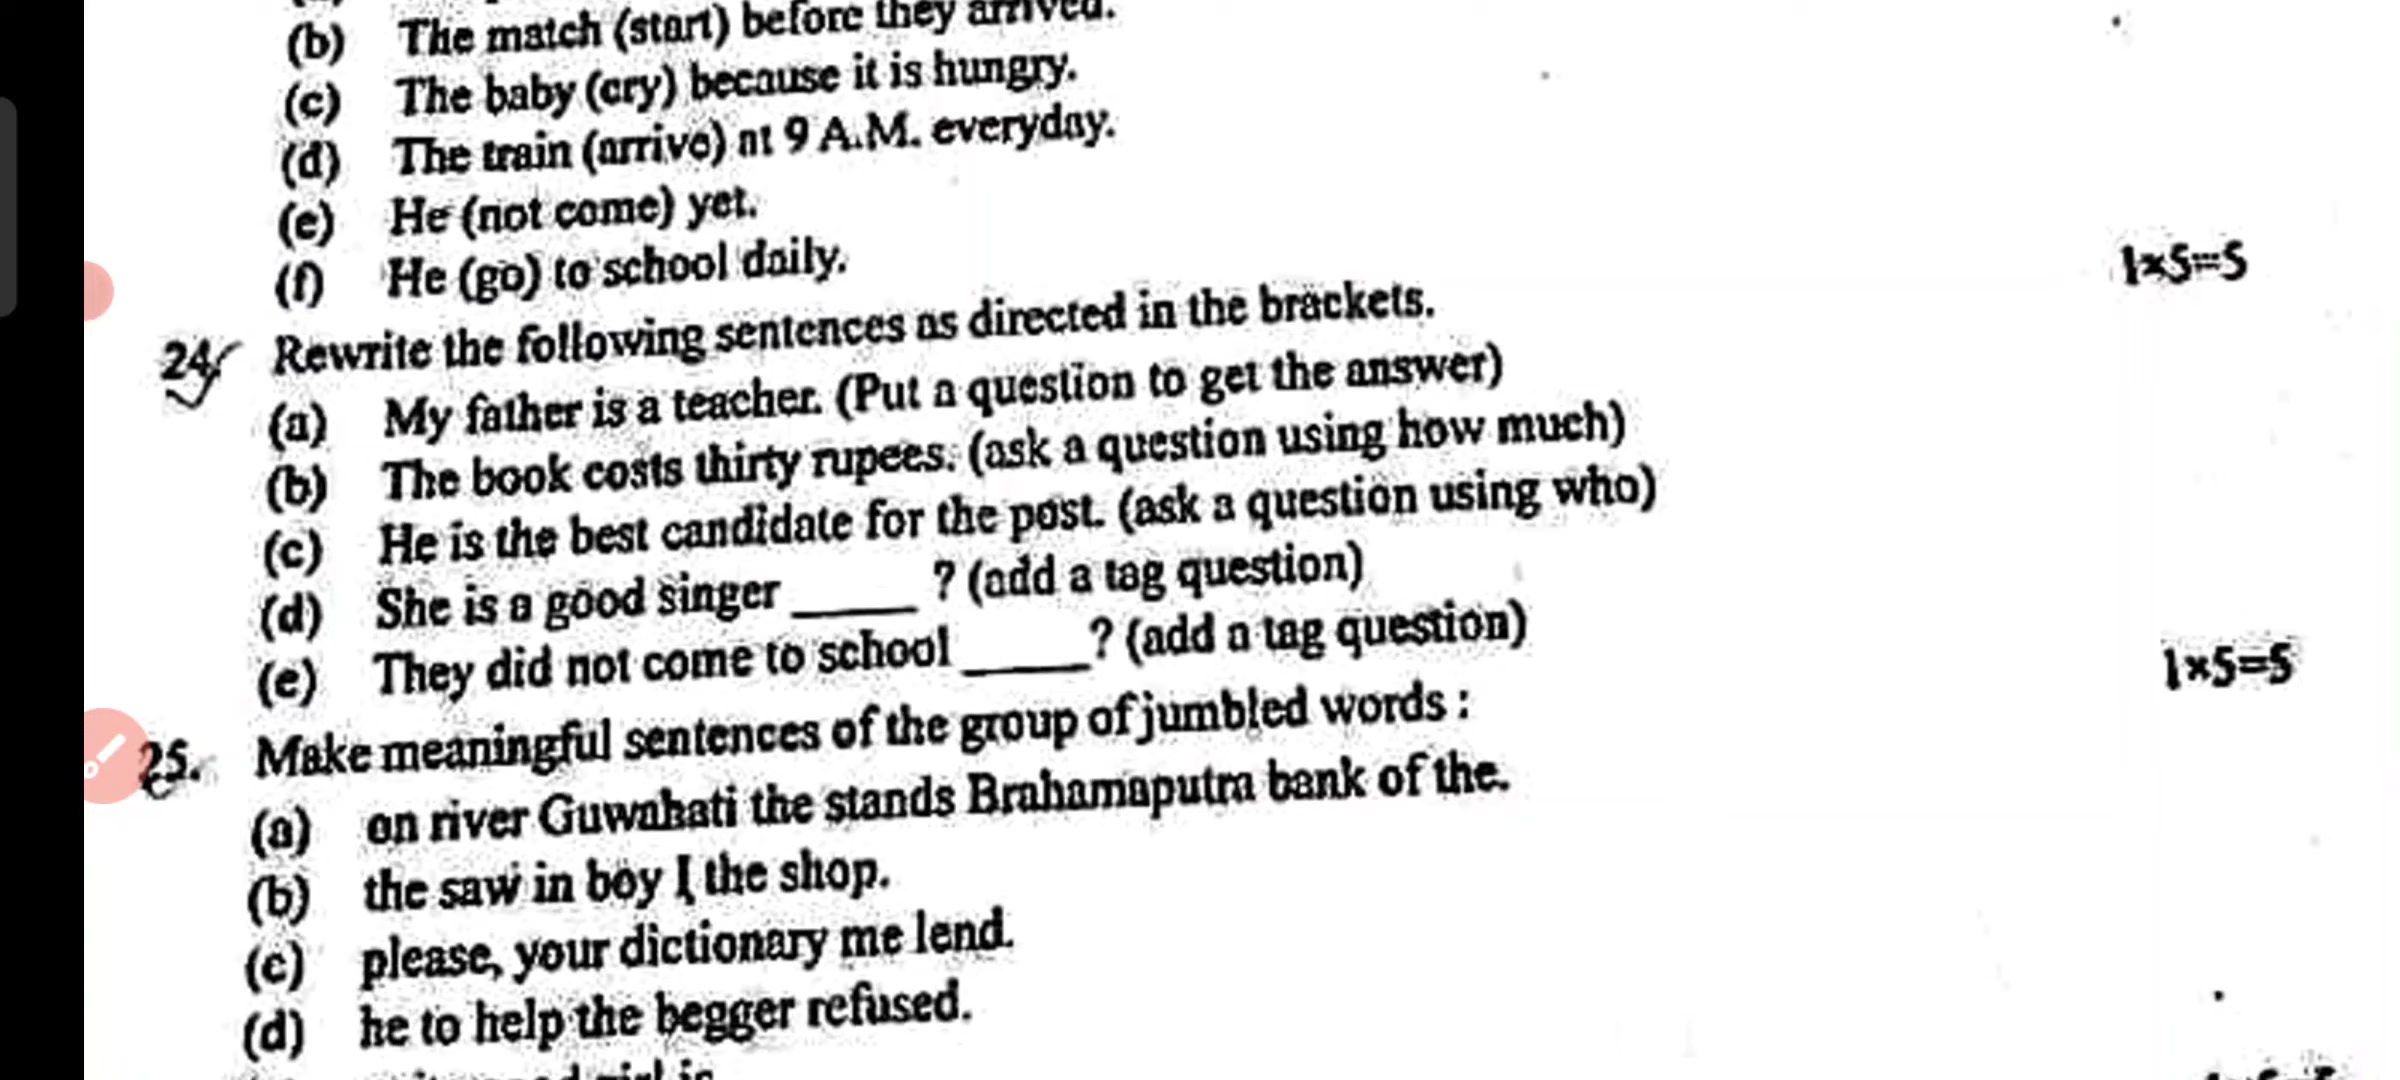 (b) The match (start) before they arrived.
(c) The baby (cry) because it is hungry.
(d) The train (arrive) at 9 A.M. everyday.
(e) He (not come) yet.
(f) He (go) to school daily.
1×5=5
24. Rewrite the following sentences as directed in the brackets.
(a) My father is a teacher. (Put a question to get the answer)
(b) The book costs thirty rupees. (ask a question using how much)
(c) He is the best candidate for the post. (ask a question using who)
(d) She is a good singer _____ ? (add a tag question)
(e) They did not come to school _____? (add a tag question)
1×5=5
25. Make meaningful sentences of the group of jumbled words :
(a) on river Guwahati the stands Brahamaputra bank of the.
(b) the saw in boy I the shop.
(c) please, your dictionary me lend.
(d) he to help the begger refused.
girl is